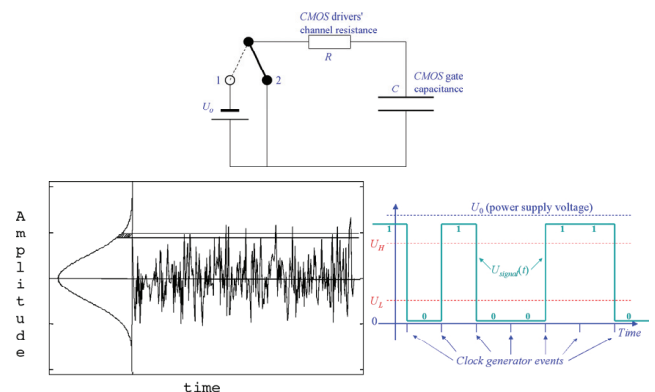 CMOS drivers'
channel resistance
R
1
2
U0
C
CMOS gate
capacitance
Amplitude
time
U0 (power supply voltage)
1
1
1
1
UH
Usignal(t)
UL
0
0
0
0
0
Time
Clock generator events